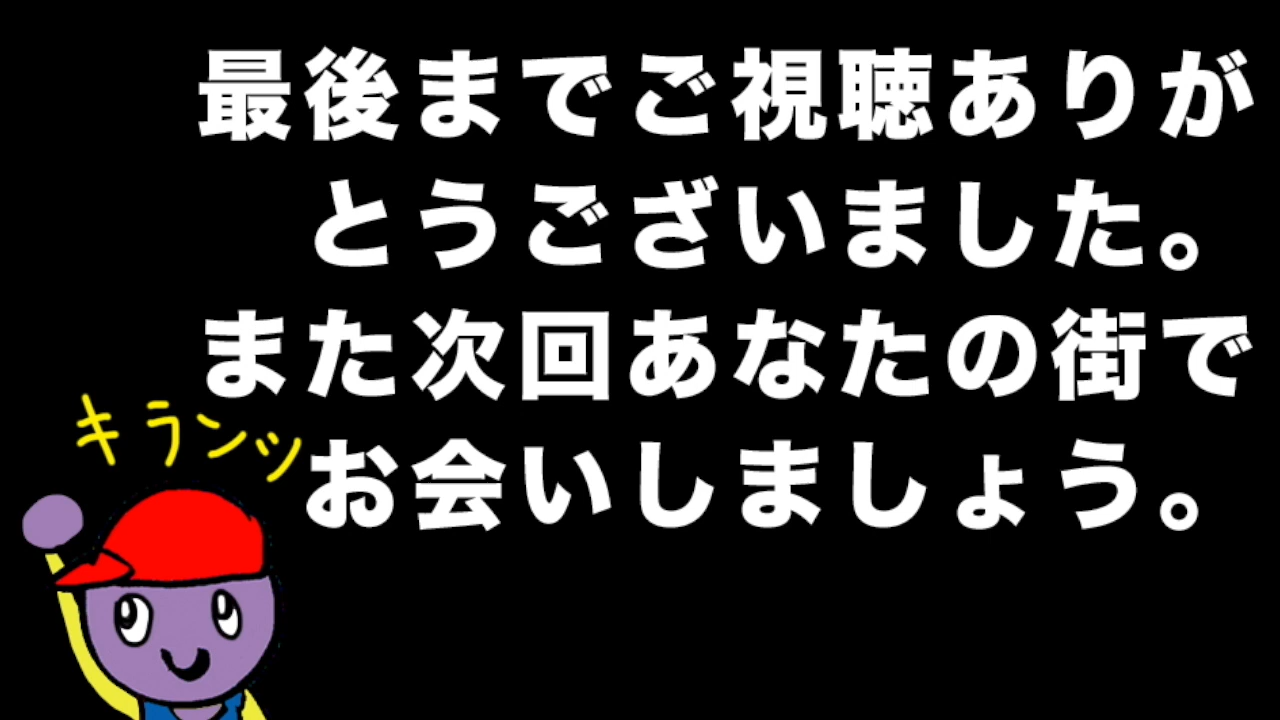 最後までご視聴ありが
とうございました。
また次回あなたの街で
お会いしましょう。
キランッ